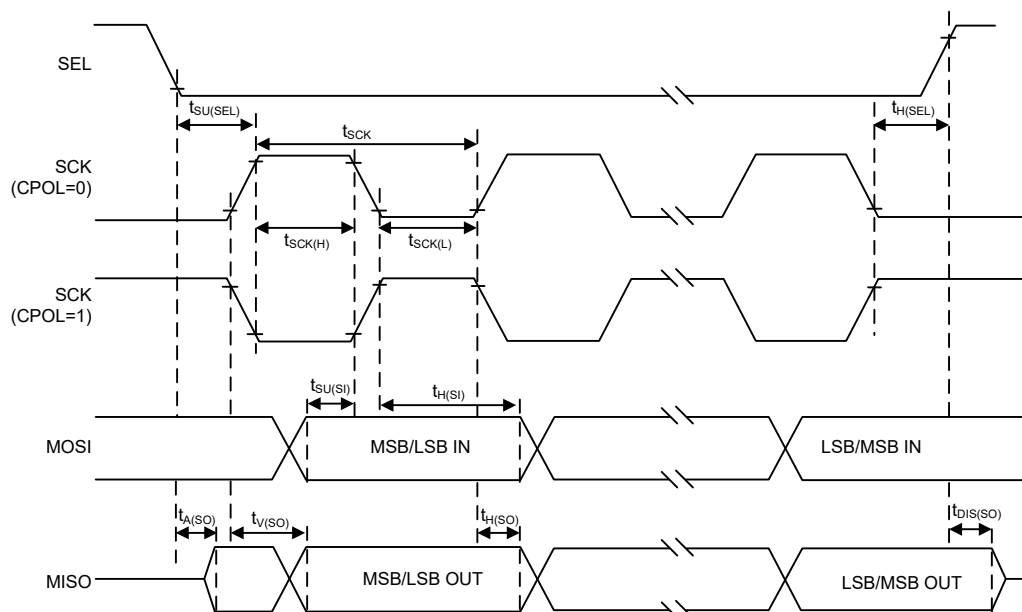 SEL
tSU(SEL)
tH(SEL)
tSCK
SCK
(CPOL=0)
tSCK(H)
tSCK(L)
SCK
(CPOL=1)
tSU(SI)
tH(SI)
MOSI
MSB/LSB IN
LSB/MSB IN
tA(SO)
tV(SO)
tH(SO)
tDIS(SO)
MISO
MSB/LSB OUT
LSB/MSB OUT